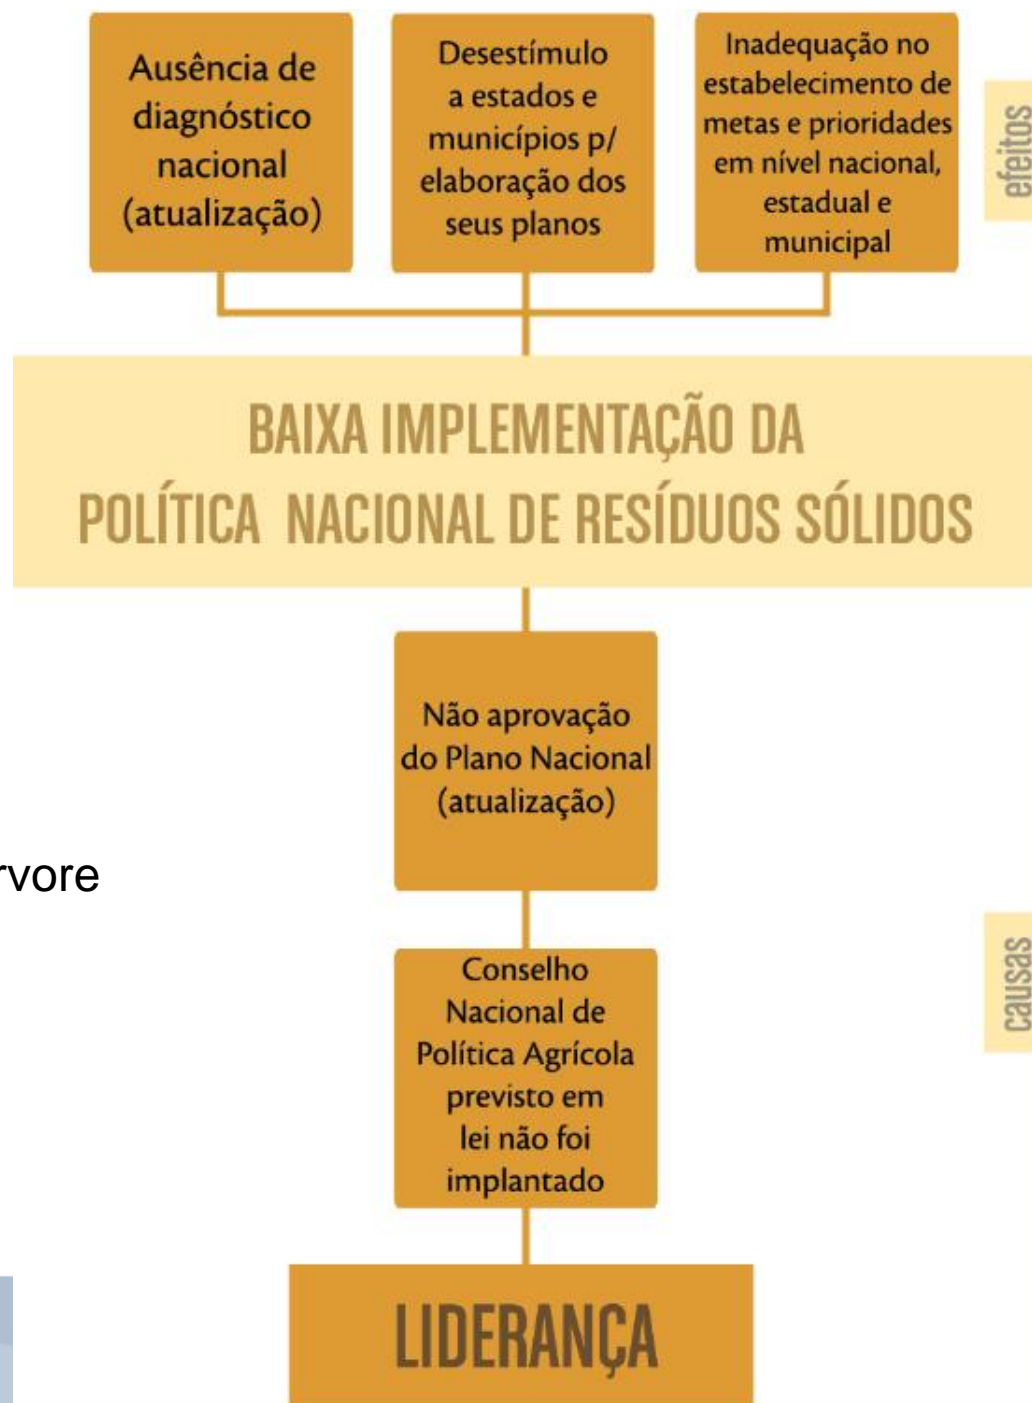 Ausência de
diagnóstico
nacional
(atualização)
Desestímulo
a estados e
municípios p/
elaboração dos
seus planos
Inadequação no
estabelecimento de
metas e prioridades
em nível nacional,
estadual e
municipal
efeitos
BAIXA IMPLEMENTAÇÃO DA
POLÍTICA NACIONAL DE RESÍDUOS SÓLIDOS
Não aprovação
do Plano Nacional
(atualização)
rvore
Conselho
Nacional de
Política Agrícola
previsto em
lei não foi
implantado
causas
LIDERANÇA